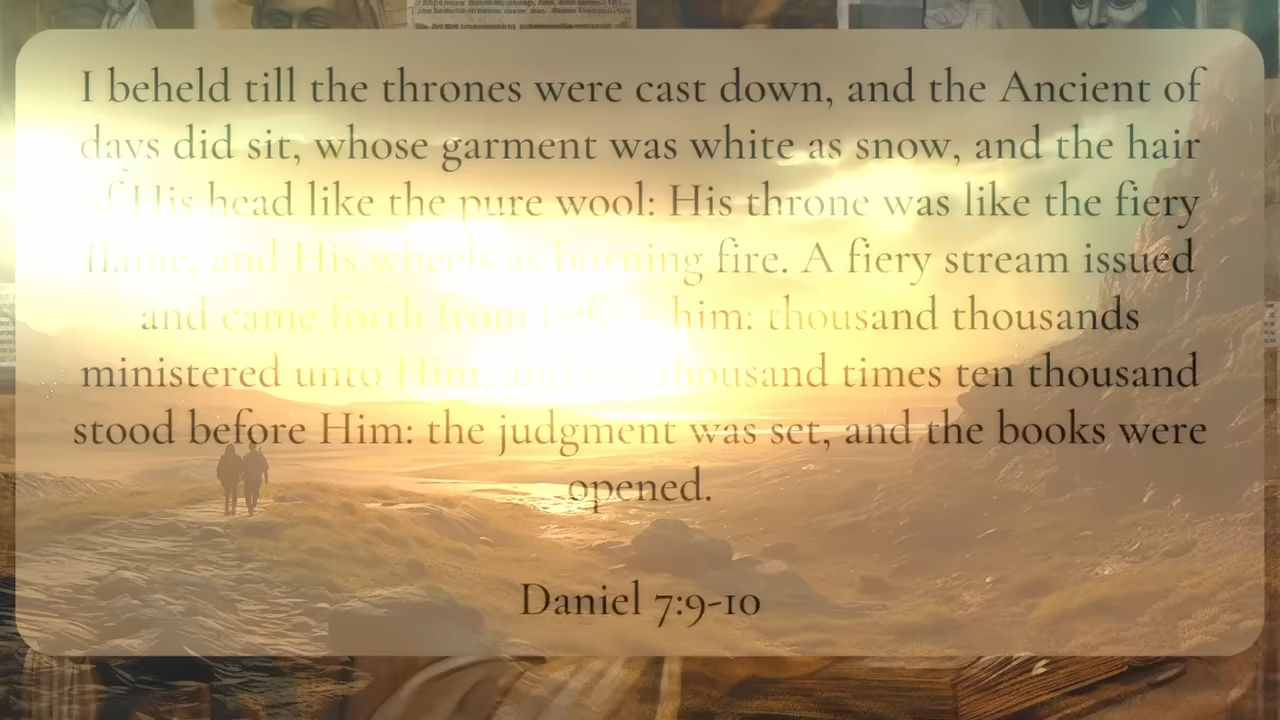 I beheld till the thrones were cast down, and the Ancient of
days did sit, whose garment was white as snow, and the hair
of His head like the pure wool: His throne was like the fiery
flame, and His wheels as burning fire. A fiery stream issued
and came forth from before him: thousand thousands
ministered unto Him, and ten thousand times ten thousand
stood before Him: the judgment was set, and the books were
opened.
Daniel 7:9-10